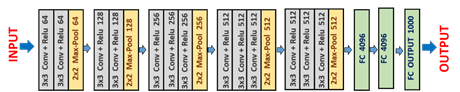 INPUT
3x3 Conv + Relu 64
3x3 Conv + Relu 64
2x2 Max-Pool 64
3x3 Conv + Relu 128
3x3 Conv + Relu 128
2x2 Max-Pool 128
3x3 Conv + Relu 256
3x3 Conv + Relu 256
3x3 Conv + Relu 256
2x2 Max-Pool 256
3x3 Conv + Relu 512
3x3 Conv + Relu 512
3x3 Conv + Relu 512
2x2 Max-Pool 512
3x3 Conv + Relu 512
3x3 Conv + Relu 512
3x3 Conv + Relu 512
2x2 Max-Pool 512
FC 4096
FC 4096
FC OUTPUT 1000
OUTPUT